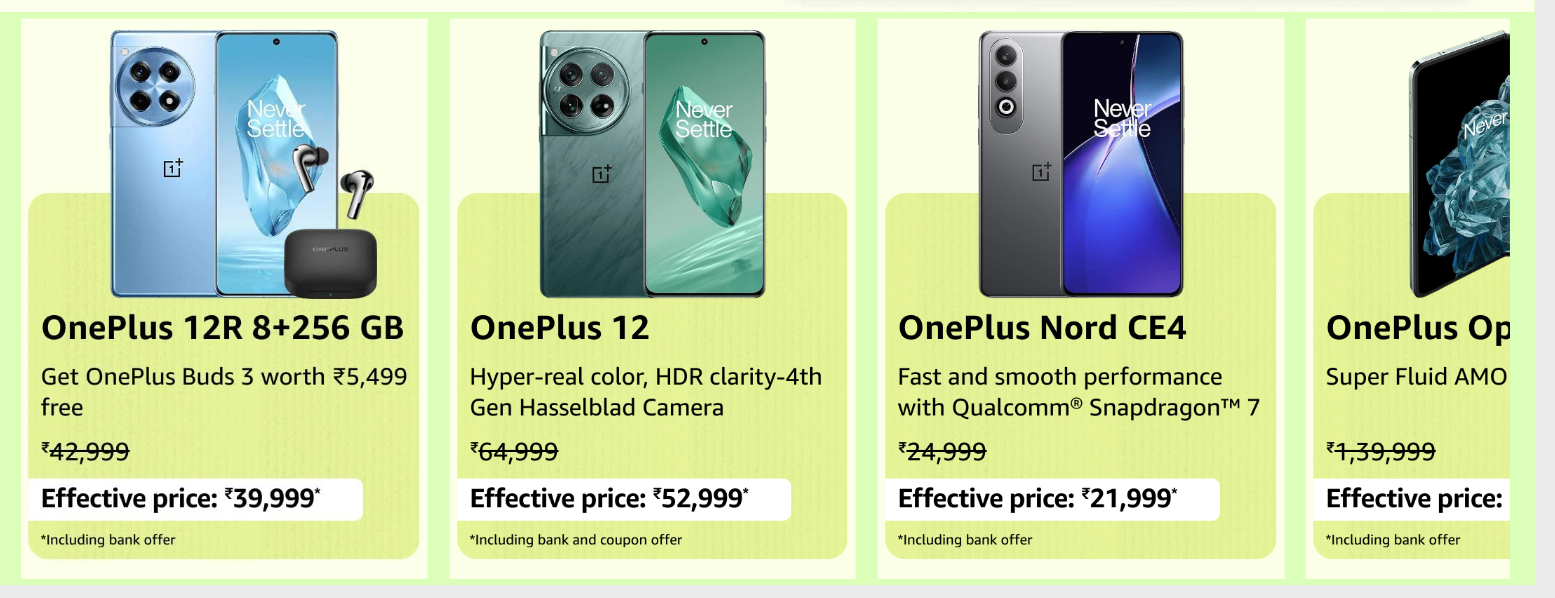 Never
Settle
1+
ONEPLUS
OnePlus 12R 8+256 GB
Get OnePlus Buds 3 worth ₹5,499
free
₹42,999
Effective price: ₹39,999*
*Including bank offer
Never
Settle
1+
OnePlus 12
Hyper-real color, HDR clarity-4th
Gen Hasselblad Camera
₹64,999
Effective price: ₹52,999*
*Including bank and coupon offer
Never
Settle
1+
OnePlus Nord CE4
Fast and smooth performance
with Qualcomm® Snapdragon™ 7
₹24,999
Effective price: ₹21,999*
*Including bank offer
Never
OnePlus Op
Super Fluid AMO
₹1,39,999
Effective price:
*Including bank offer